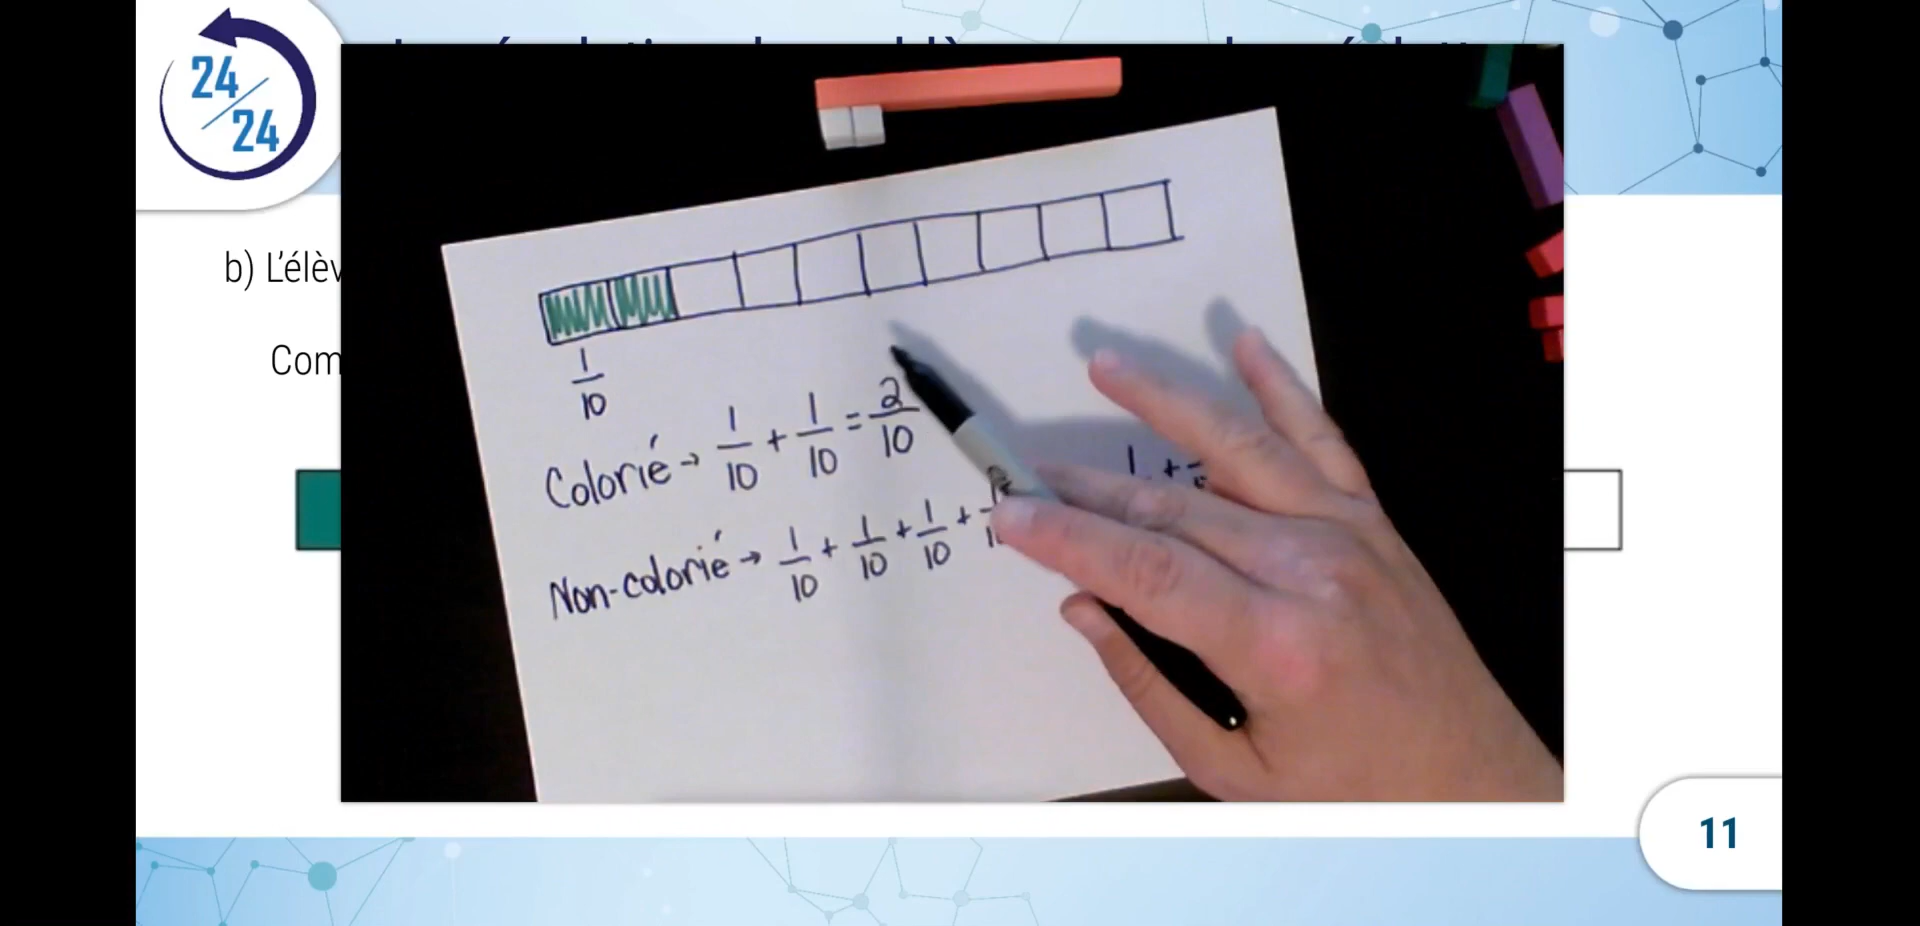 24/24
b) L'élèv
Com
1/10
Colorié → 1/10 + 1/10 = 2/10
Non-colorié → 1/10 + 1/10 + 1/10 +
1 +
11